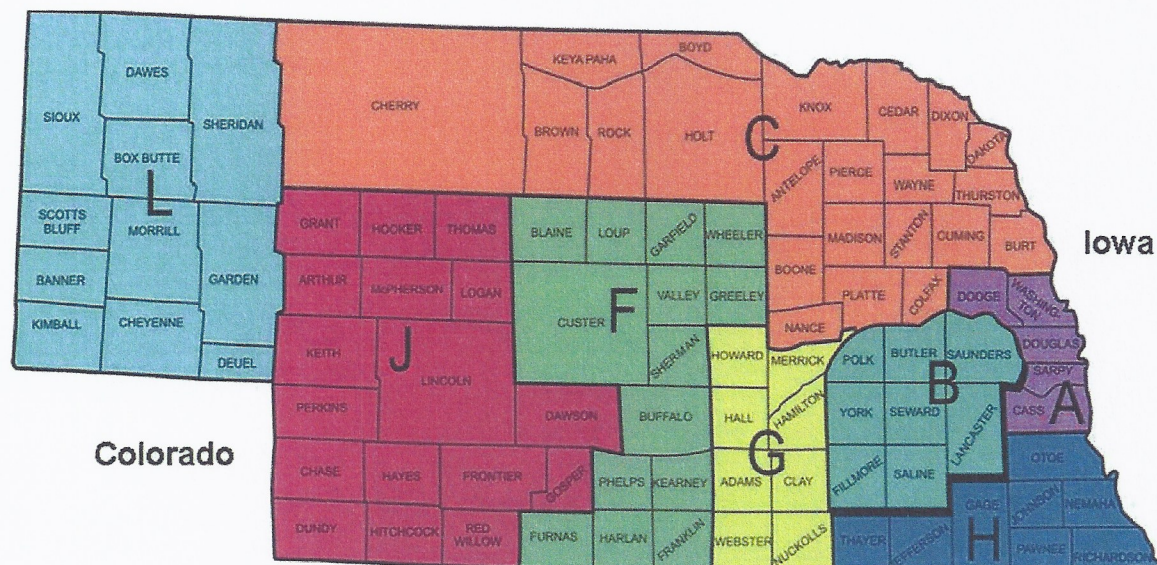 BOYD
KEYA PAHA
DAWES
CHERRY
KNOX
CEDAR
DIXON
SIOUX
SHERIDAN
BROWN
ROCK
HOLT
C
DAKOTA
BOX BUTTE
ANTELOPE
PIERCE
WAYNE
THURSTON
L
SCOTTS
BLUFF
MORRILL
GRANT
HOOKER
THOMAS
BLAINE
LOUP
GARFIELD
WHEELER
MADISON
STANTON
CUMING
BURT
Iowa
BANNER
GARDEN
ARTHUR
McPHERSON
LOGAN
CUSTER
F
VALLEY
GREELEY
BOONE
PLATTE
COLFAX
DODGE
WASHING-
TON
KIMBALL
CHEYENNE
DEUEL
KEITH
J
LINCOLN
SHERMAN
HOWARD
NANCE
MERRICK
POLK
BUTLER
SAUNDERS
DOUGLAS
SARPY
PERKINS
DAWSON
BUFFALO
HALL
HAMILTON
YORK
SEWARD
B
LANCASTER
CASS
A
Colorado
CHASE
HAYES
FRONTIER
GOSPER
PHELPS
KEARNEY
ADAMS
G
CLAY
FILLMORE
SALINE
OTOE
DUNDY
HITCHCOCK
RED
WILLOW
FURNAS
HARLAN
FRANKLIN
WEBSTER
NUCKOLLS
THAYER
JEFFERSON
GAGE
H
JOHNSON
NEMAHA
PAWNEE
RICHARDSON